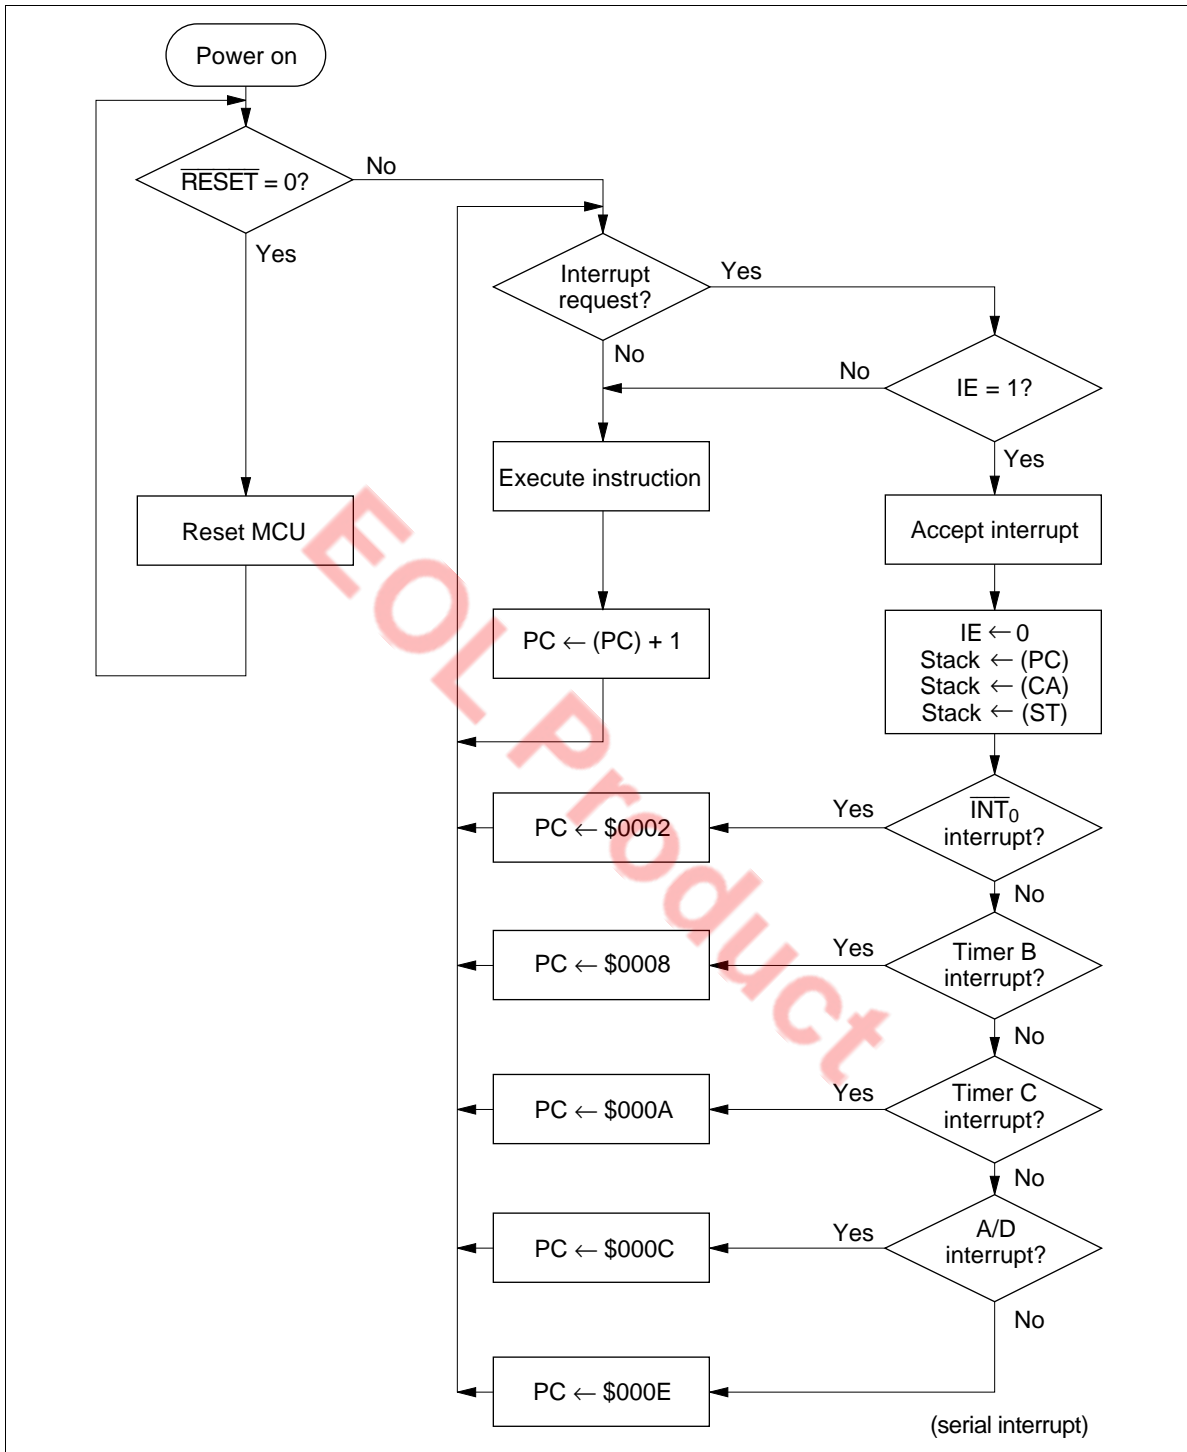 Power on
RESET = 0?
No
Yes
Interrupt
request?
Yes
No
No
IE = 1?
Yes
Execute instruction
Reset MCU
Accept interrupt
PC ← (PC) + 1
IE ← 0
Stack ← (PC)
Stack ← (CA)
Stack ← (ST)
PC ← $0002
Yes
INT0
interrupt?
No
PC ← $0008
Yes
Timer B
interrupt?
No
PC ← $000A
Yes
Timer C
interrupt?
No
PC ← $000C
Yes
A/D
interrupt?
No
PC ← $000E
(serial interrupt)
EOL Product